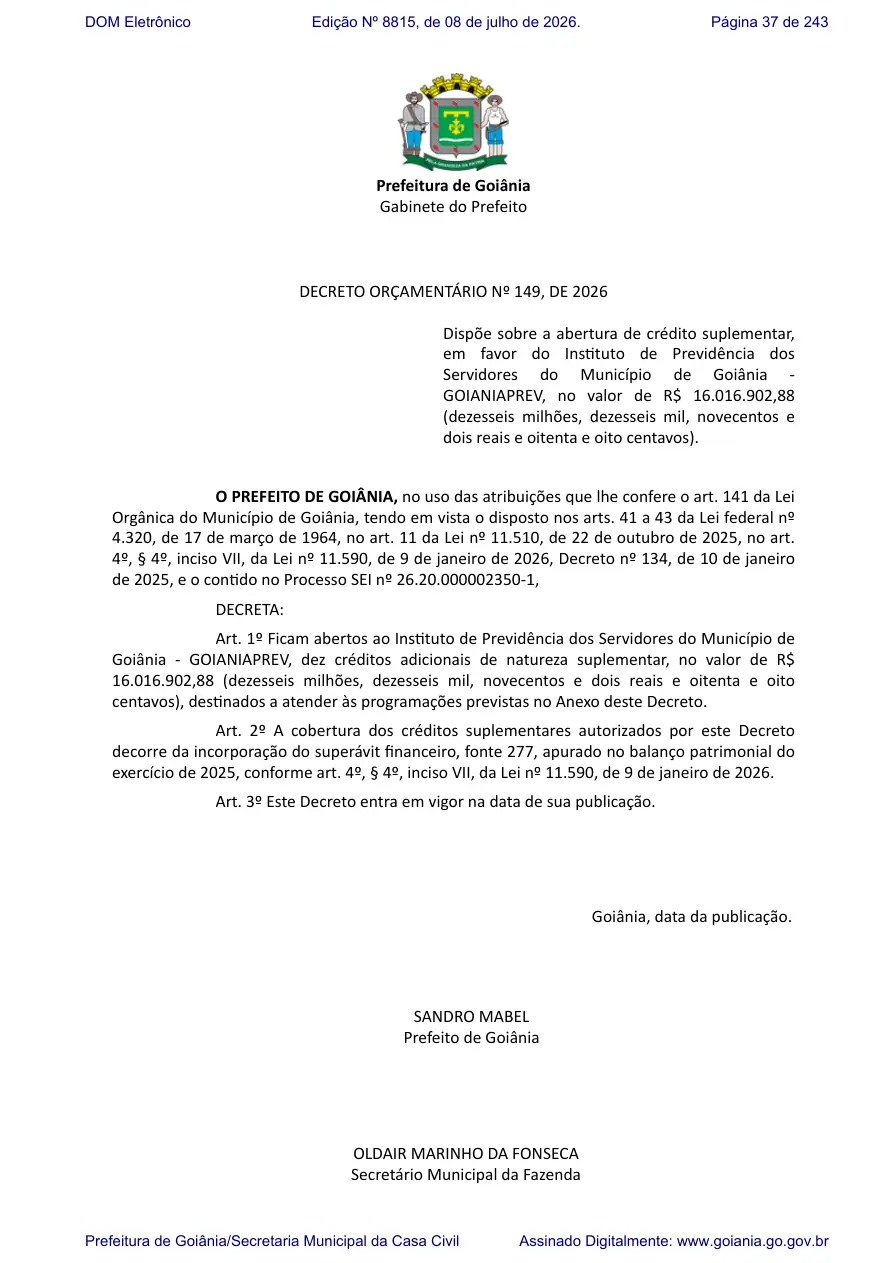 DOM Eletrônico Edição Nº 8815, de 08 de julho de 2026. Página 37 de 243
PELA GRANDEZA DA PÁTRIA
Prefeitura de Goiânia
Gabinete do Prefeito
DECRETO ORÇAMENTÁRIO Nº 149, DE 2026
Dispõe sobre a abertura de crédito suplementar,
em favor do Instituto de Previdência dos
Servidores do Município de Goiânia -
GOIANIAPREV, no valor de R$ 16.016.902,88
(dezesseis milhões, dezesseis mil, novecentos e
dois reais e oitenta e oito centavos).
O PREFEITO DE GOIÂNIA, no uso das atribuições que lhe confere o art. 141 da Lei
Orgânica do Município de Goiânia, tendo em vista o disposto nos arts. 41 a 43 da Lei federal nº
4.320, de 17 de março de 1964, no art. 11 da Lei nº 11.510, de 22 de outubro de 2025, no art.
4º, § 4º, inciso VII, da Lei nº 11.590, de 9 de janeiro de 2026, Decreto nº 134, de 10 de janeiro
de 2025, e o contido no Processo SEI nº 26.20.000002350-1,
DECRETA:
Art. 1º Ficam abertos ao Instituto de Previdência dos Servidores do Município de
Goiânia - GOIANIAPREV, dez créditos adicionais de natureza suplementar, no valor de R$
16.016.902,88 (dezesseis milhões, dezesseis mil, novecentos e dois reais e oitenta e oito
centavos), destinados a atender às programações previstas no Anexo deste Decreto.
Art. 2º A cobertura dos créditos suplementares autorizados por este Decreto
decorre da incorporação do superávit financeiro, fonte 277, apurado no balanço patrimonial do
exercício de 2025, conforme art. 4º, § 4º, inciso VII, da Lei nº 11.590, de 9 de janeiro de 2026.
Art. 3º Este Decreto entra em vigor na data de sua publicação.
Goiânia, data da publicação.
SANDRO MABEL
Prefeito de Goiânia
OLDAIR MARINHO DA FONSECA
Secretário Municipal da Fazenda
Prefeitura de Goiânia/Secretaria Municipal da Casa Civil Assinado Digitalmente: www.goiania.go.gov.br